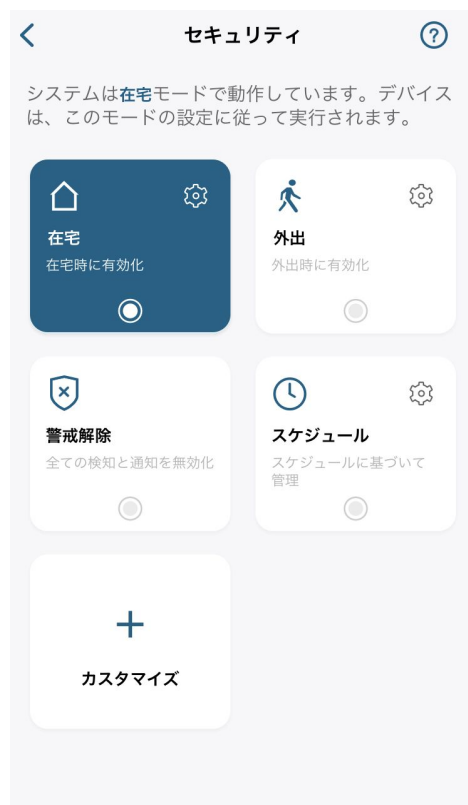 セキュリティ
?
システムは在宅モードで動作しています。デバイス
は、このモードの設定に従って実行されます。
在宅
在宅時に有効化
外出
外出時に有効化
警戒解除
全ての検知と通知を無効化
スケジュール
スケジュールに基づいて
管理
カスタマイズ